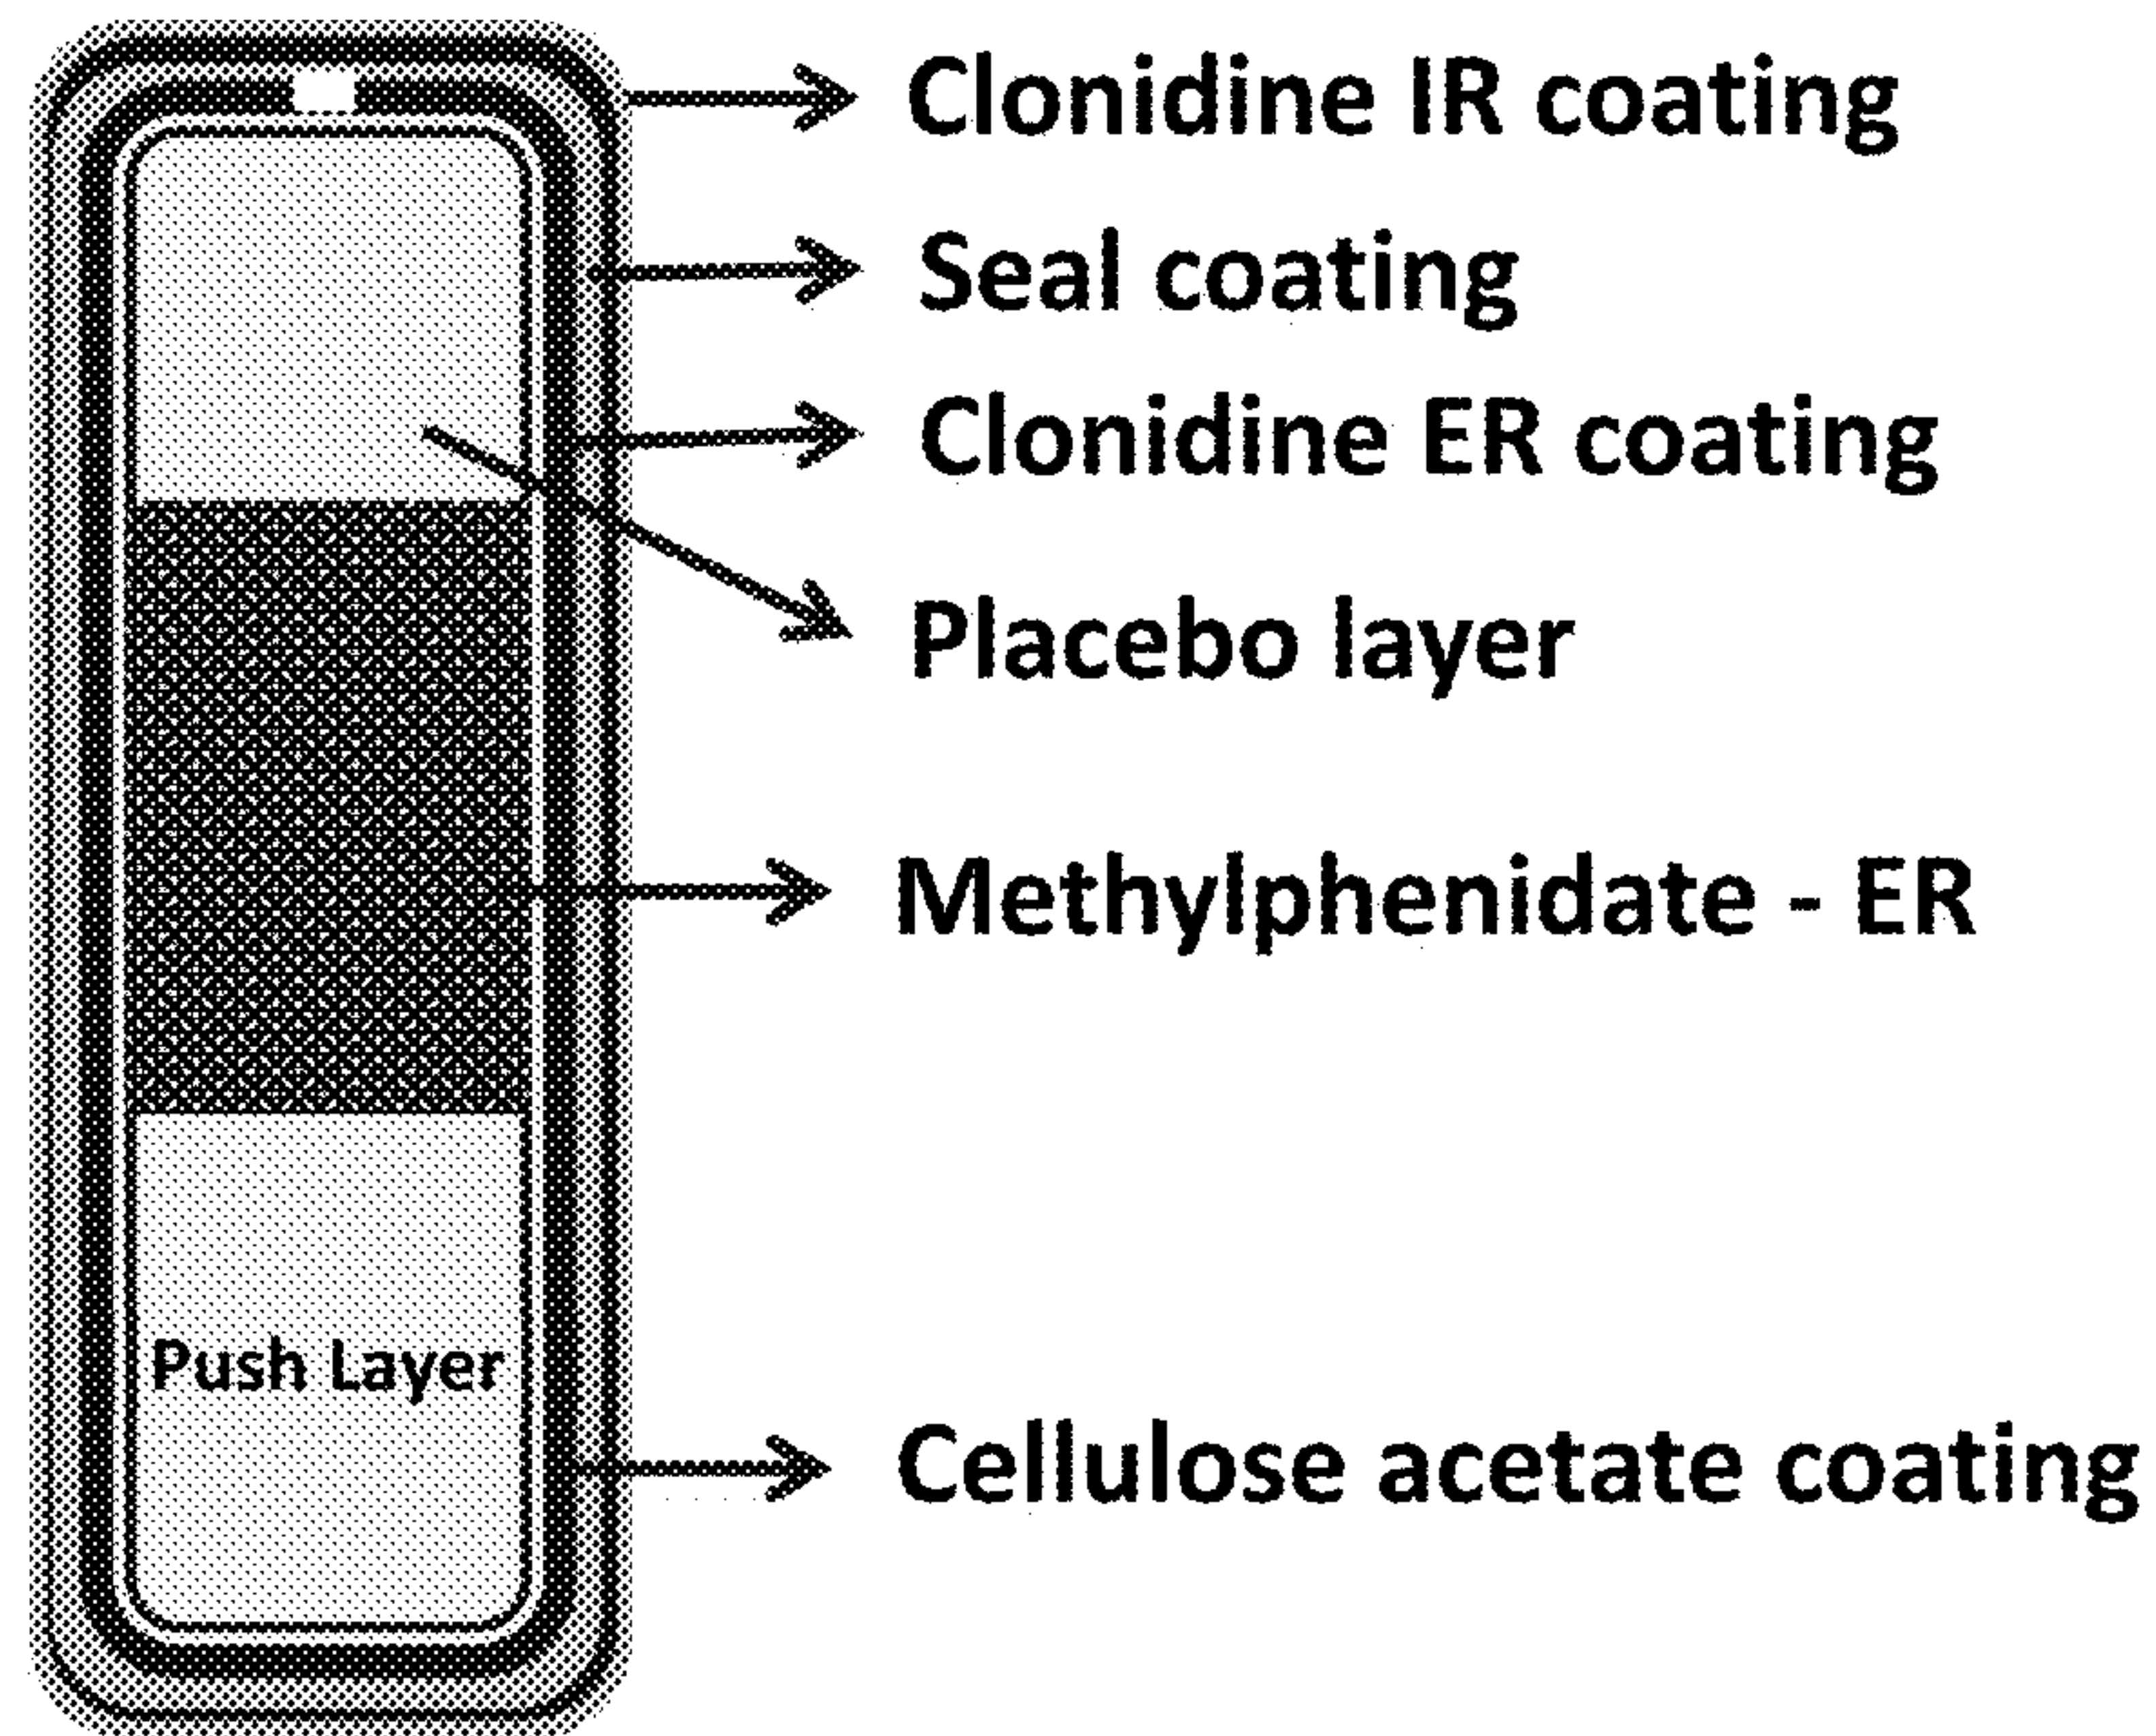 Clonidine IR coating
Seal coating
Clonidine ER coating
Placebo layer
Methylphenidate - ER
Push Layer
Cellulose acetate coating